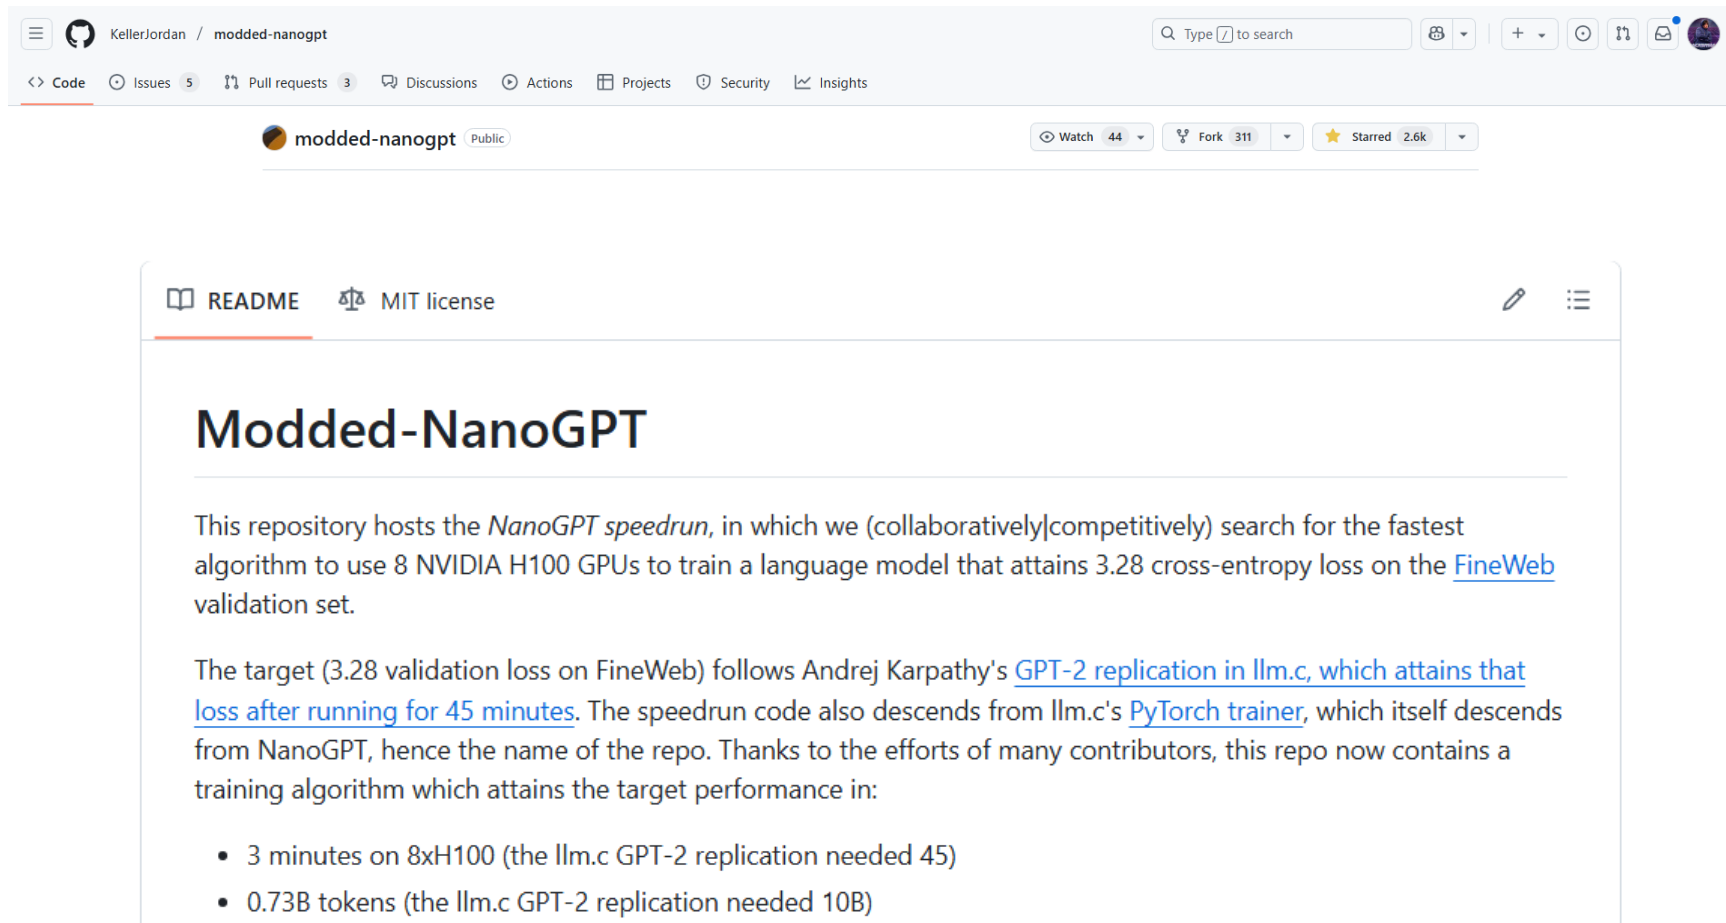 KellerJordan / modded-nanogpt
Type / to search
Code Issues 5 Pull requests 3 Discussions Actions Projects Security Insights
modded-nanogpt Public
Watch 44 Fork 311 Starred 2.6k
README MIT license
Modded-NanoGPT
This repository hosts the NanoGPT speedrun, in which we (collaboratively|competitively) search for the fastest
algorithm to use 8 NVIDIA H100 GPUs to train a language model that attains 3.28 cross-entropy loss on the FineWeb
validation set.
The target (3.28 validation loss on FineWeb) follows Andrej Karpathy's GPT-2 replication in llm.c, which attains that
loss after running for 45 minutes. The speedrun code also descends from llm.c's PyTorch trainer, which itself descends
from NanoGPT, hence the name of the repo. Thanks to the efforts of many contributors, this repo now contains a
training algorithm which attains the target performance in:
• 3 minutes on 8xH100 (the llm.c GPT-2 replication needed 45)
• 0.73B tokens (the llm.c GPT-2 replication needed 10B)